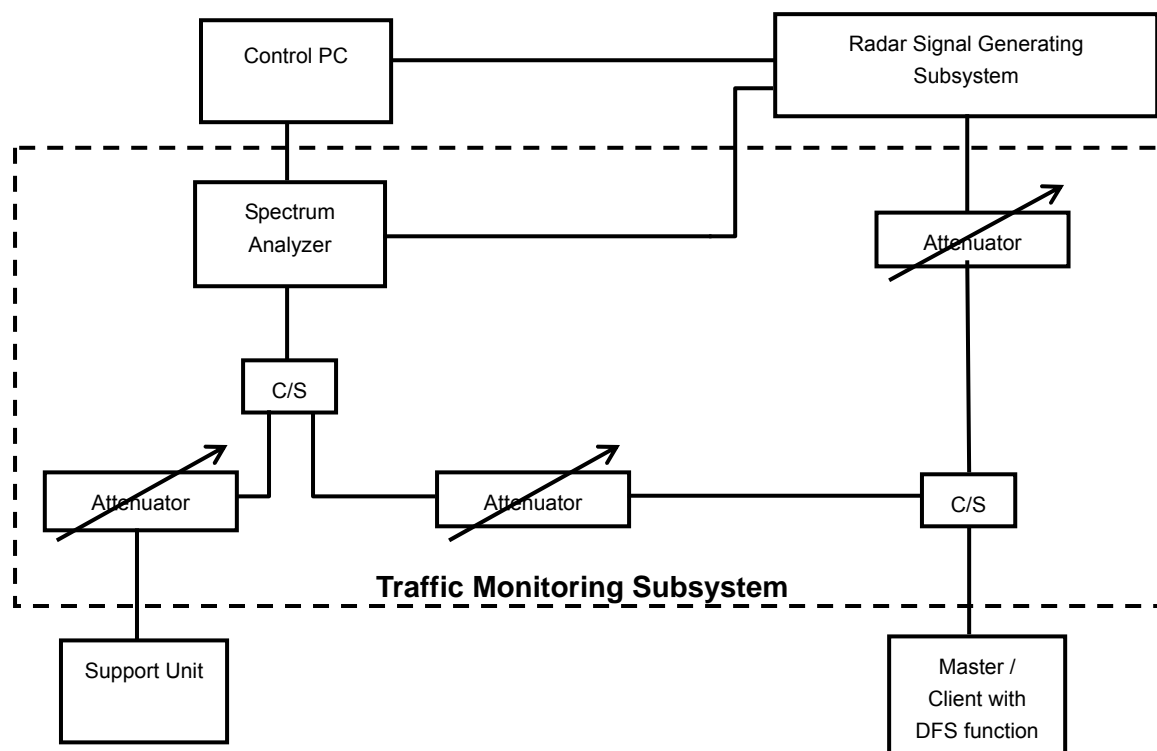 Control PC
Radar Signal Generating
Subsystem
Spectrum
Analyzer
Attenuator
C/S
Attenuator
Attenuator
C/S
Traffic Monitoring Subsystem
Support Unit
Master /
Client with
DFS function